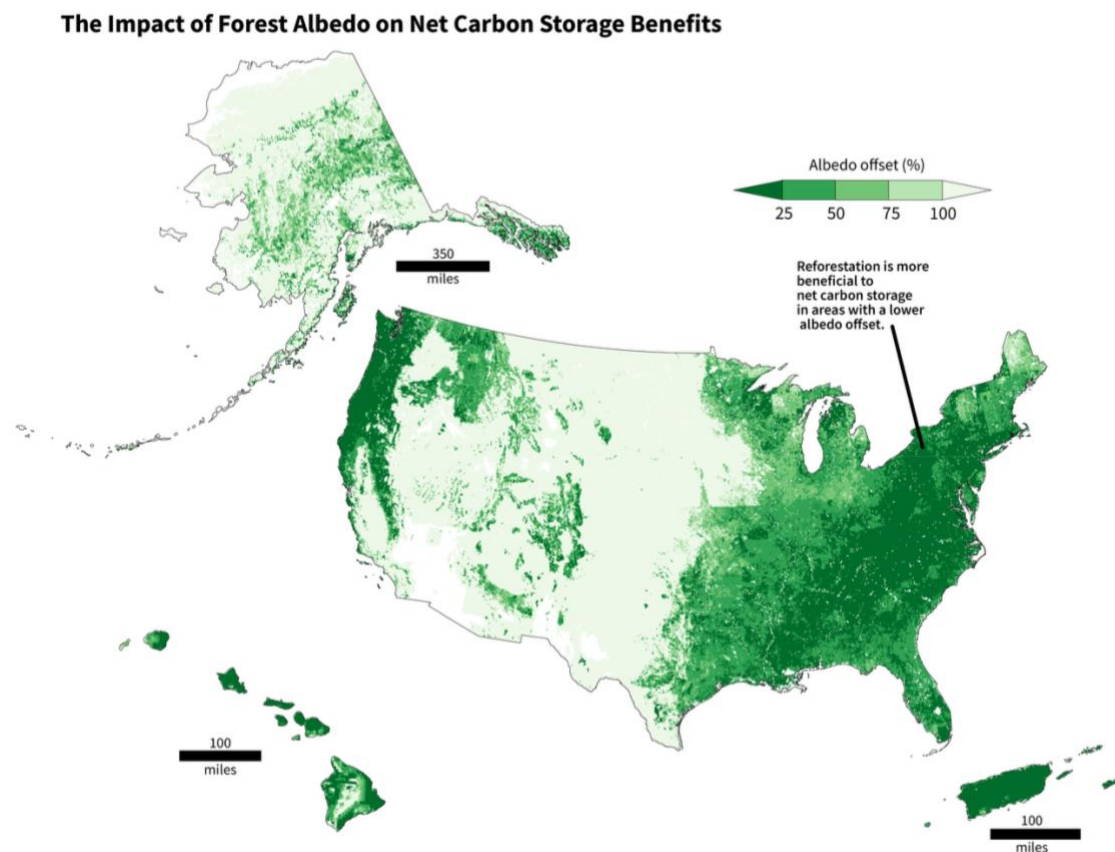 The Impact of Forest Albedo on Net Carbon Storage Benefits
Albedo offset (%)
25 50 75 100
Reforestation is more
beneficial to
net carbon storage
in areas with a lower
albedo offset.
350
miles
100
miles
100
miles